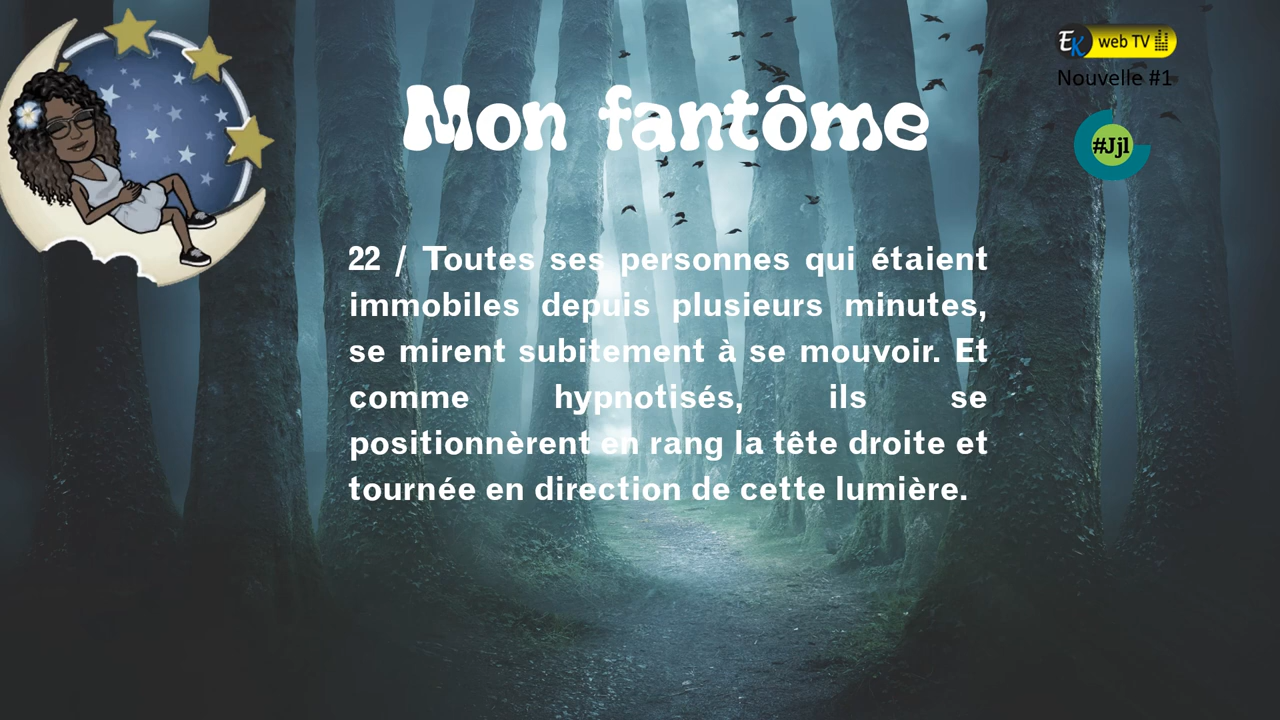 EK web TV
Nouvelle #1
#Jjl
Mon fantôme
22 / Toutes ses personnes qui étaient
immobiles depuis plusieurs minutes,
se mirent subitement à se mouvoir. Et
comme hypnotisés, ils se
positionnèrent en rang la tête droite et
tournée en direction de cette lumière.